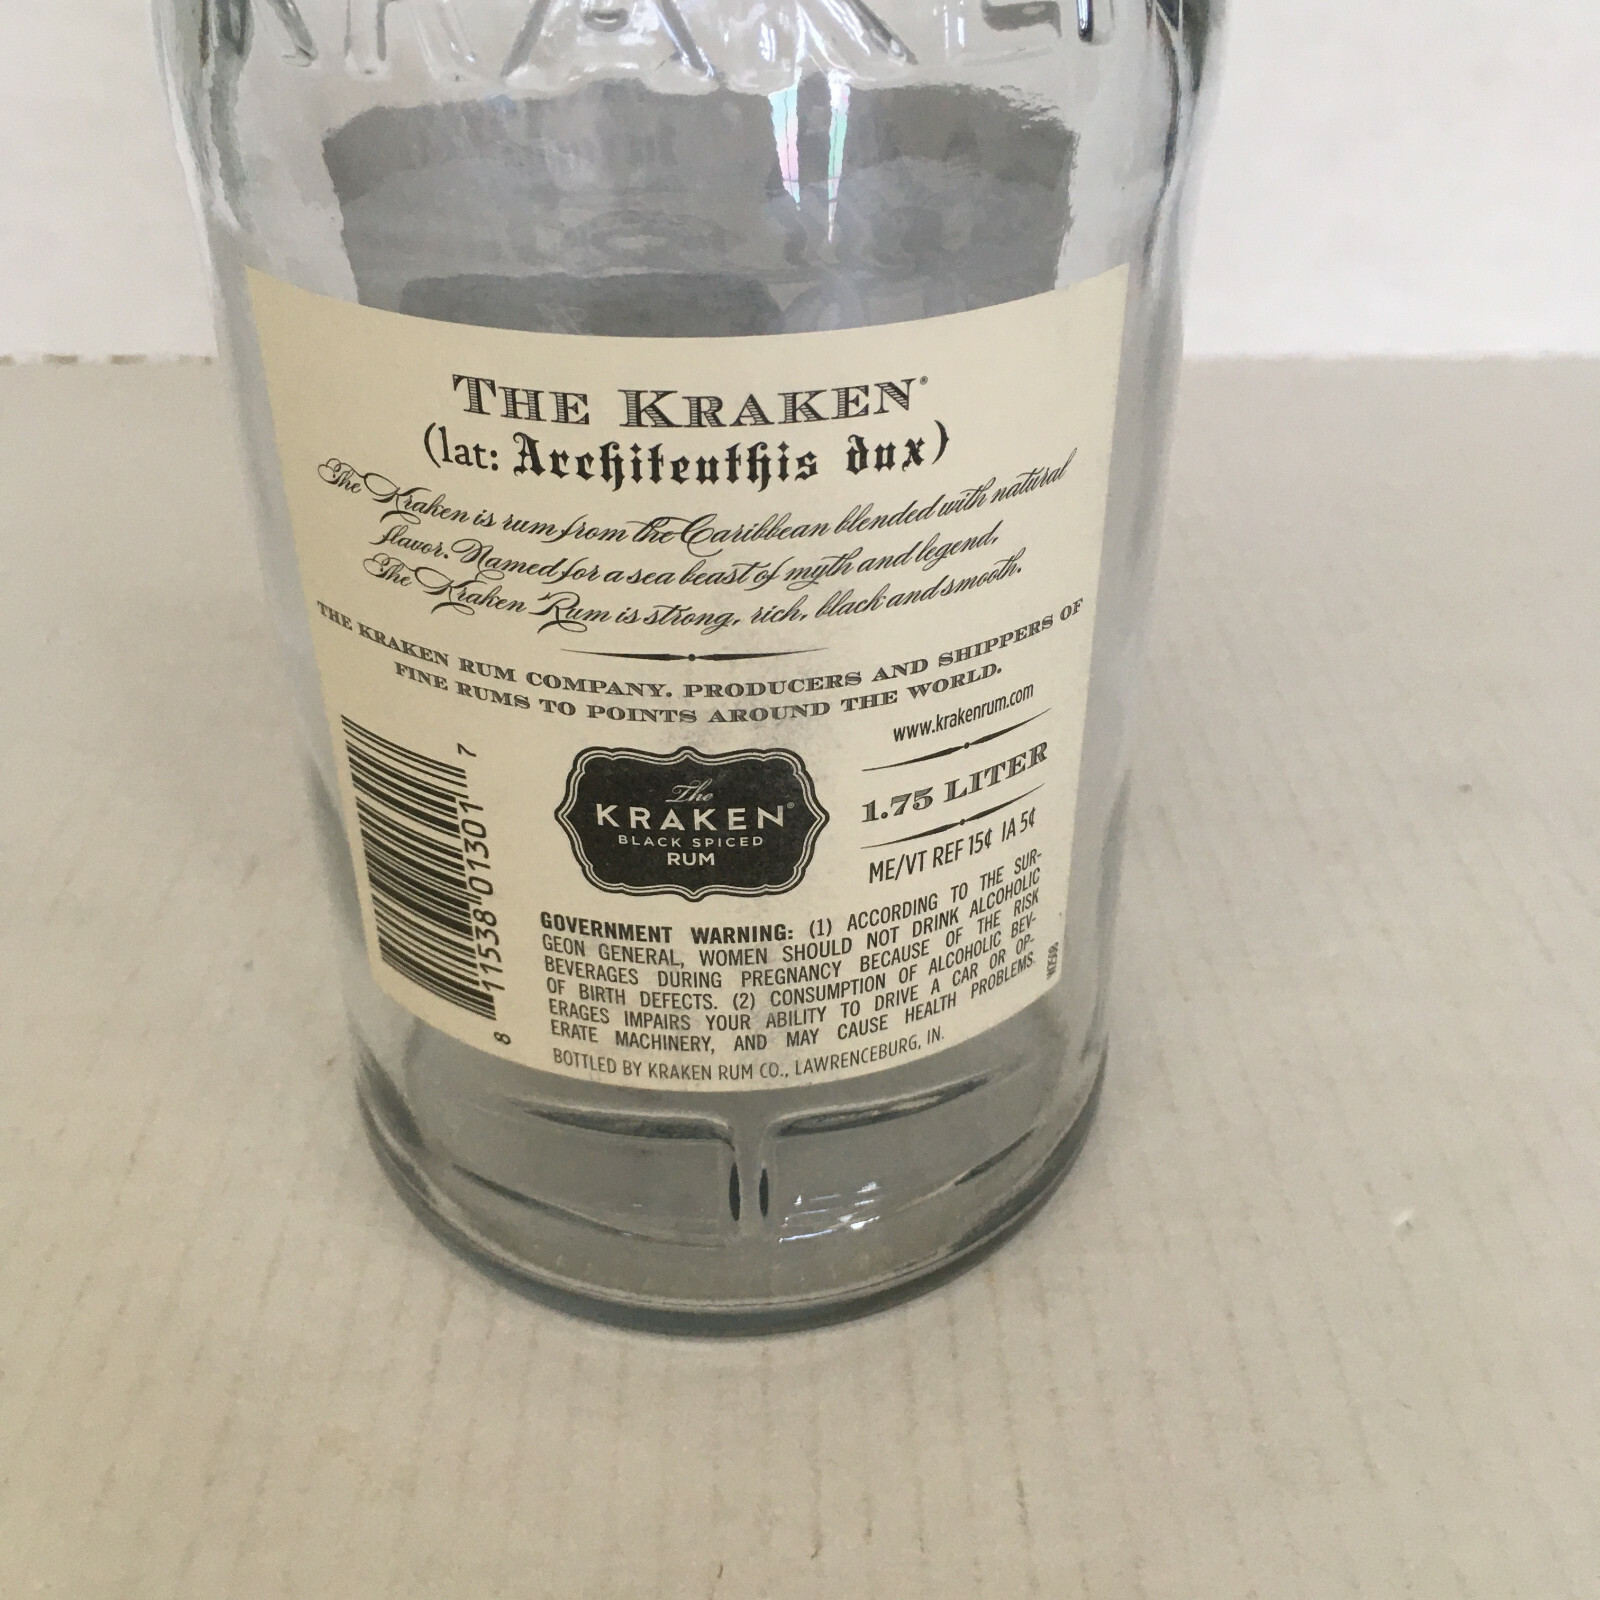 KRAKEN
THE KRAKEN®
(lat: Architeuthis dux)
The Kraken is rum from the Caribbean blended with natural
flavor. Named for a sea beast of myth and legend,
The Kraken Rum is strong, rich, black and smooth.
THE KRAKEN RUM COMPANY. PRODUCERS AND SHIPPERS OF
FINE RUMS TO POINTS AROUND THE WORLD.
www.krakenrum.com
1.75 LITER
ME/VT REF 15¢ IA 5¢
The
KRAKEN®
BLACK SPICED
RUM
8 11538 01301 7
GOVERNMENT WARNING: (1) ACCORDING TO THE SUR-
GEON GENERAL, WOMEN SHOULD NOT DRINK ALCOHOLIC
BEVERAGES DURING PREGNANCY BECAUSE OF THE RISK
OF BIRTH DEFECTS. (2) CONSUMPTION OF ALCOHOLIC BEV-
ERAGES IMPAIRS YOUR ABILITY TO DRIVE A CAR OR OP-
ERATE MACHINERY, AND MAY CAUSE HEALTH PROBLEMS.
BOTTLED BY KRAKEN RUM CO., LAWRENCEBURG, IN.